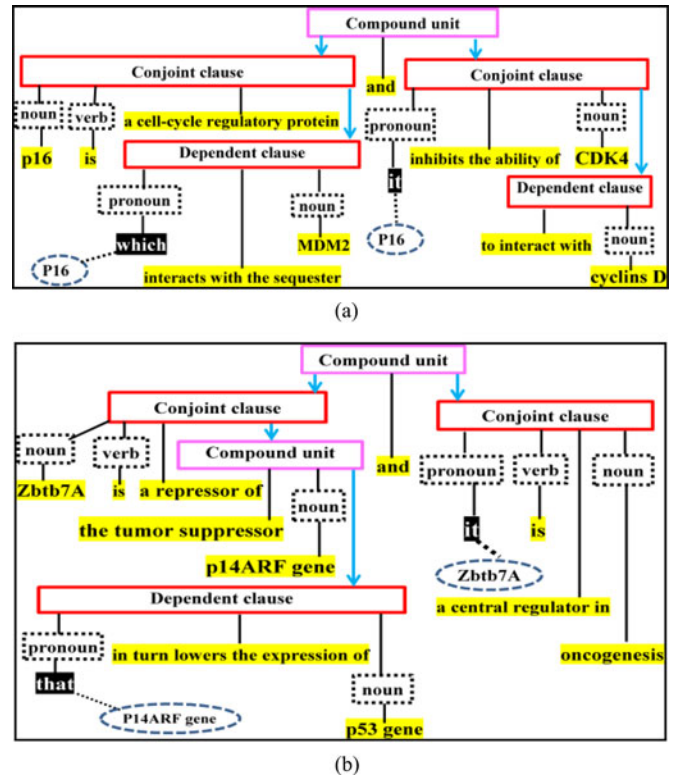 Compound unit
Conjoint clause
and
Conjoint clause
noun
verb
a cell-cycle regulatory protein
pronoun
noun
p16
is
inhibits the ability of
CDK4
Dependent clause
it
pronoun
noun
Dependent clause
which
MDM2
P16
to interact with
noun
P16
interacts with the sequester
cyclins D
(a)
Compound unit
Conjoint clause
Conjoint clause
noun
verb
Compound unit
and
pronoun
verb
noun
Zbtb7A
is
a repressor of
noun
it
is
the tumor suppressor
p14ARF gene
Zbtb7A
Dependent clause
a central regulator in
pronoun
in turn lowers the expression of
oncogenesis
that
noun
P14ARF gene
p53 gene
(b)